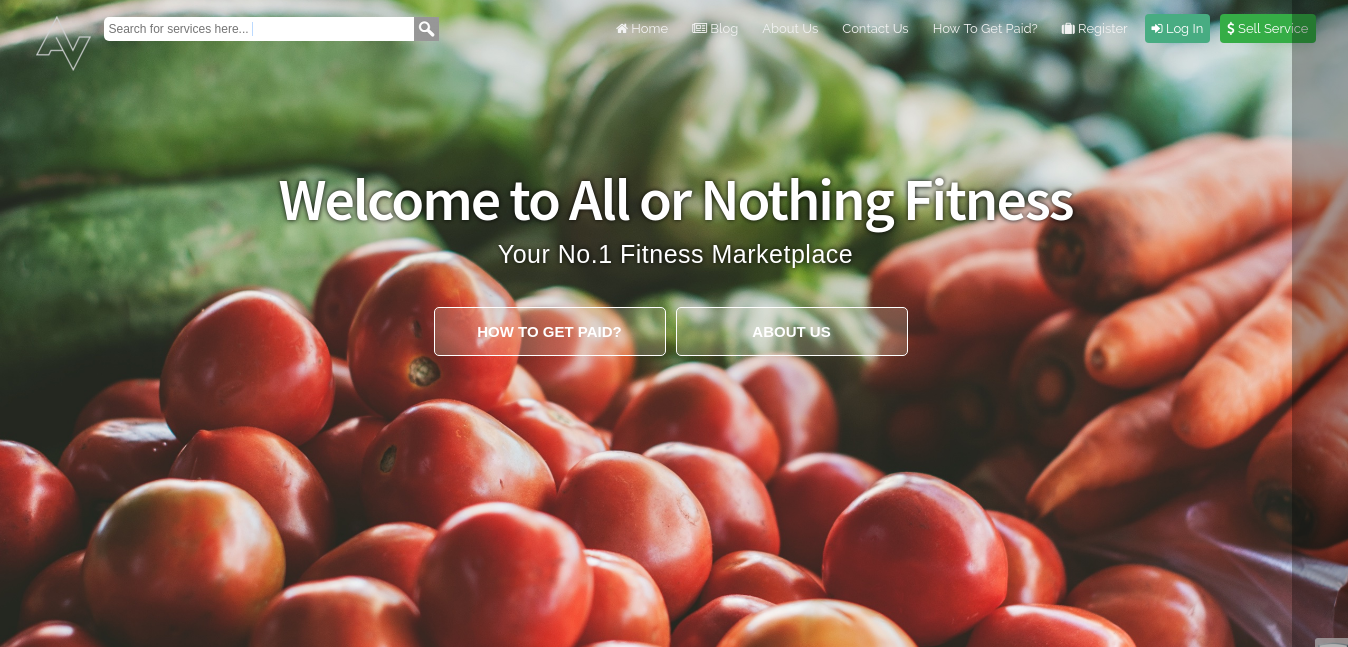 Search for services here...
Home
Blog
About Us
Contact Us
How To Get Paid?
Register
Log In
$ Sell Service
Welcome to All or Nothing Fitness
Your No.1 Fitness Marketplace
HOW TO GET PAID?
ABOUT US